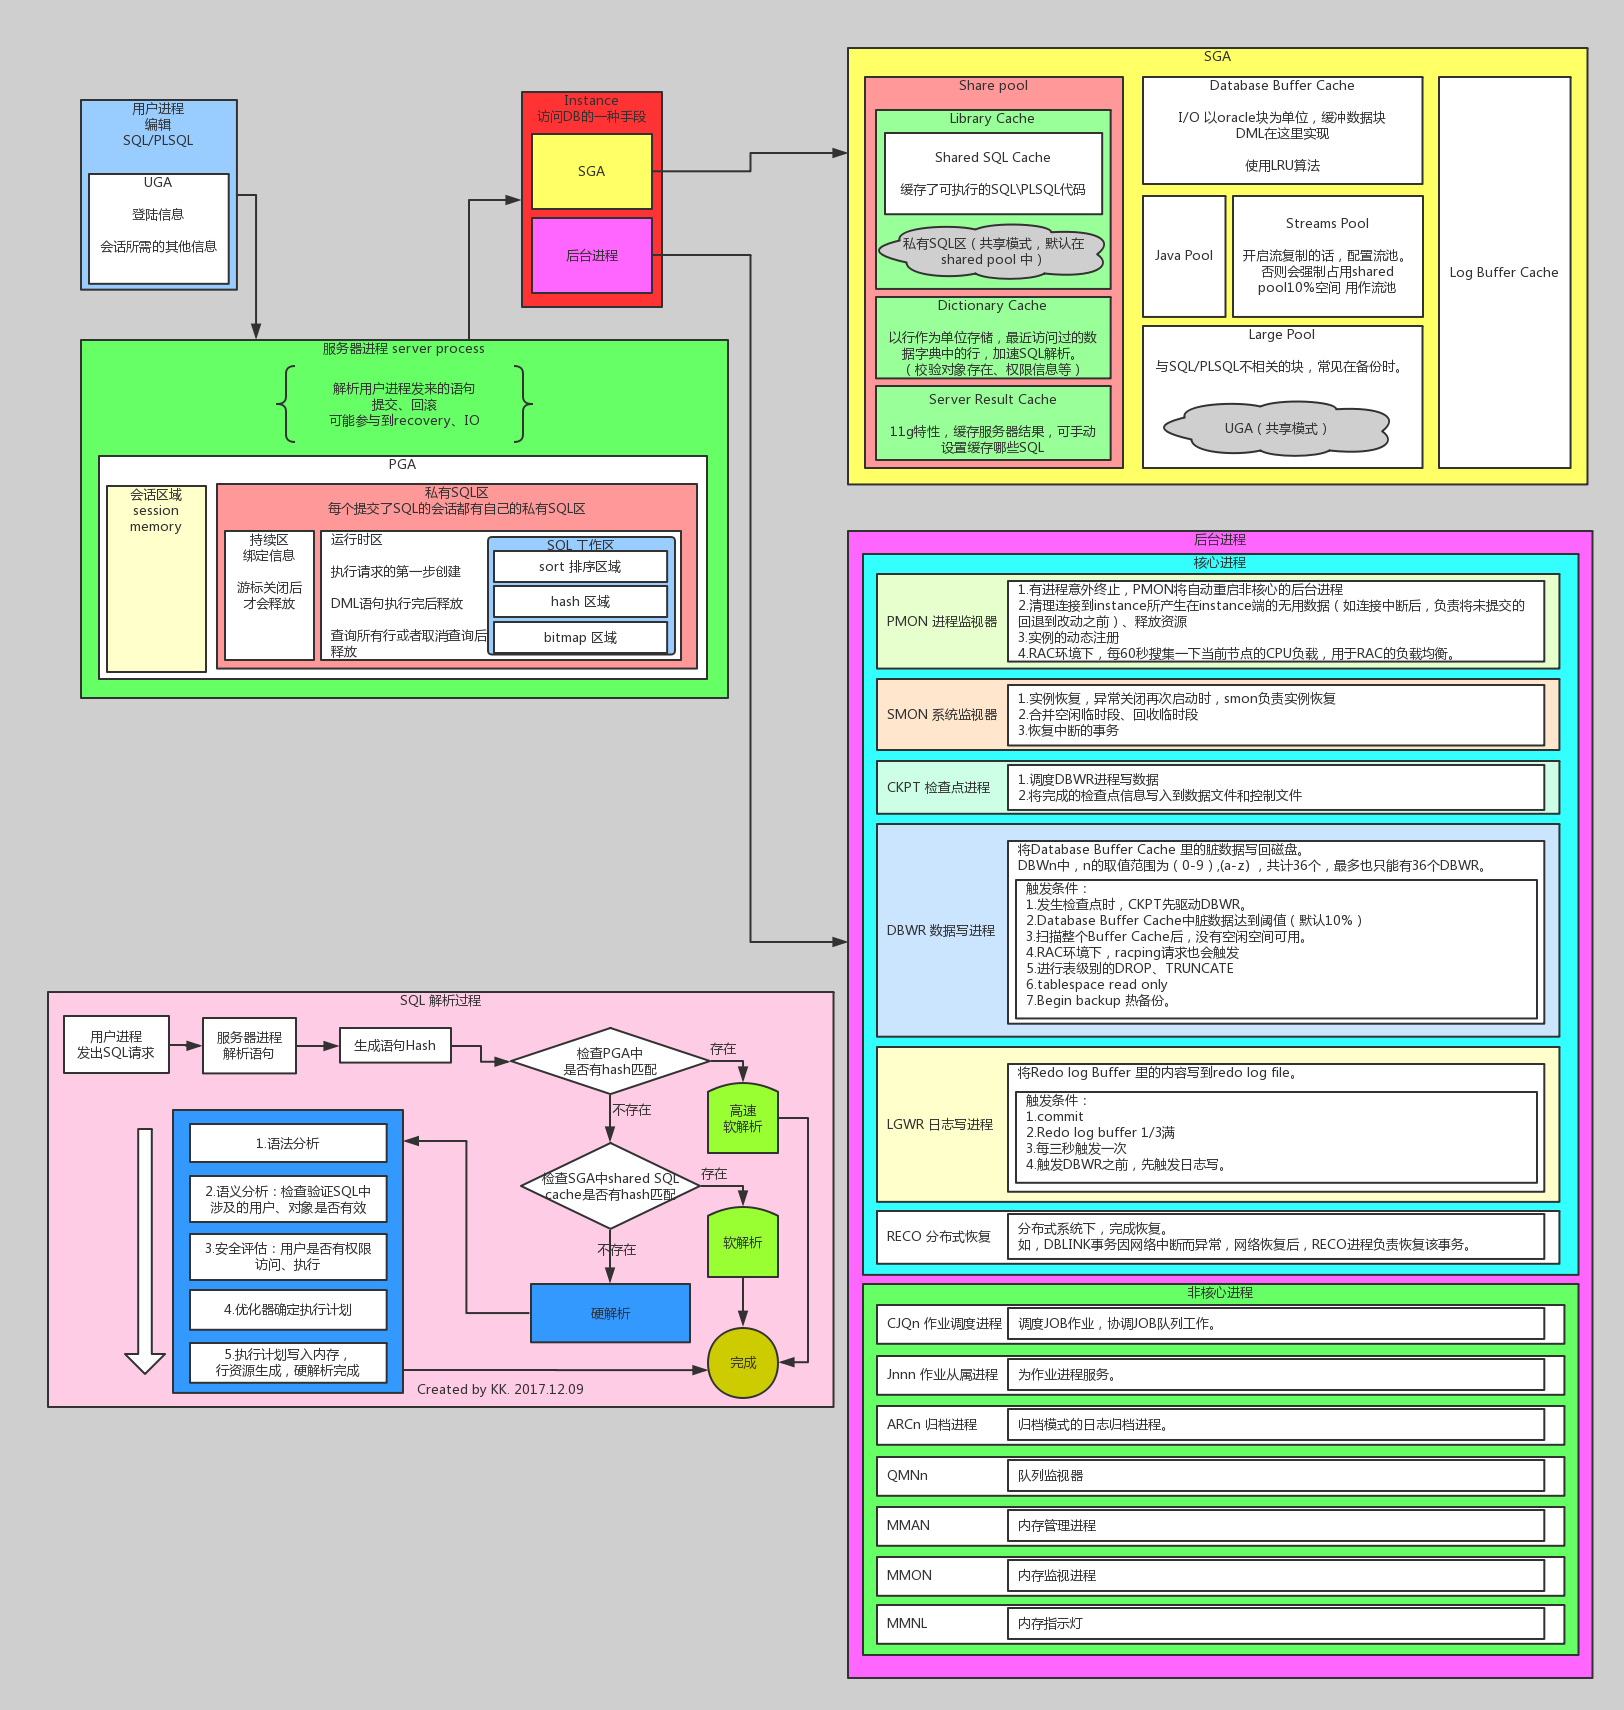 用户进程
编辑
SQL/PLSQL
UGA
登陆信息
会话所需的其他信息
Instance
访问DB的一种手段
SGA
后台进程
服务器进程 server process
解析用户进程发来的语句
提交、回滚
可能参与到recovery、IO
PGA
会话区域
session
memory
私有SQL区
每个提交了SQL的会话都有自己的私有SQL区
持续区
绑定信息
游标关闭后
才会释放
运行时区
执行请求的第一步创建
DML语句执行完后释放
查询所有行或者取消查询后
释放
SQL 工作区
sort 排序区域
hash 区域
bitmap 区域
SGA
Share pool
Library Cache
Shared SQL Cache
缓存了可执行的SQL\PLSQL代码
私有SQL区（共享模式，默认在
shared pool 中）
Dictionary Cache
以行作为单位存储，最近访问过的数
据字典中的行，加速SQL解析。
（校验对象存在、权限信息等）
Server Result Cache
11g特性，缓存服务器结果，可手动
设置缓存哪些SQL
Database Buffer Cache
I/O 以oracle块为单位，缓冲数据块
DML在这里实现
使用LRU算法
Java Pool
Streams Pool
开启流复制的话，配置流池。
否则会强制占用shared
pool10%空间 用作流池
Large Pool
与SQL/PLSQL不相关的块，常见在备份时。
UGA（共享模式）
Log Buffer Cache
后台进程
核心进程
PMON 进程监视器
1.有进程意外终止，PMON将自动重启非核心的后台进程
2.清理连接到instance所产生在instance端的无用数据（如连接中断后，负责将未提交的
回退到改动之前）、释放资源
3.实例的动态注册
4.RAC环境下，每60秒搜集一下当前节点的CPU负载，用于RAC的负载均衡。
SMON 系统监视器
1.实例恢复，异常关闭再次启动时，smon负责实例恢复
2.合并空闲临时段、回收临时段
3.恢复中断的事务
CKPT 检查点进程
1.调度DBWR进程写数据
2.将完成的检查点信息写入到数据文件和控制文件
DBWR 数据写进程
将Database Buffer Cache 里的脏数据写回磁盘。
DBWn中，n的取值范围为（0-9）,(a-z) ，共计36个，最多也只能有36个DBWR。
触发条件：
1.发生检查点时，CKPT先驱动DBWR。
2.Database Buffer Cache中脏数据达到阈值（默认10%）
3.扫描整个Buffer Cache后，没有空闲空间可用。
4.RAC环境下，racping请求也会触发
5.进行表级别的DROP、TRUNCATE
6.tablespace read only
7.Begin backup 热备份。
LGWR 日志写进程
将Redo log Buffer 里的内容写到redo log file。
触发条件：
1.commit
2.Redo log buffer 1/3满
3.每三秒触发一次
4.触发DBWR之前，先触发日志写。
RECO 分布式恢复
分布式系统下，完成恢复。
如，DBLINK事务因网络中断而异常，网络恢复后，RECO进程负责恢复该事务。
非核心进程
CJQn 作业调度进程
调度JOB作业，协调JOB队列工作。
Jnnn 作业从属进程
为作业进程服务。
ARCn 归档进程
归档模式的日志归档进程。
QMNn
队列监视器
MMAN
内存管理进程
MMON
内存监视进程
MMNL
内存指示灯
SQL 解析过程
用户进程
发出SQL请求
服务器进程
解析语句
生成语句Hash
检查PGA中
是否有hash匹配
存在
高速
软解析
不存在
检查SGA中shared SQL
cache是否有hash匹配
存在
软解析
不存在
硬解析
完成
1.语法分析
2.语义分析：检查验证SQL中
涉及的用户、对象是否有效
3.安全评估：用户是否有权限
访问、执行
4.优化器确定执行计划
5.执行计划写入内存，
行资源生成，硬解析完成
Created by KK. 2017.12.09